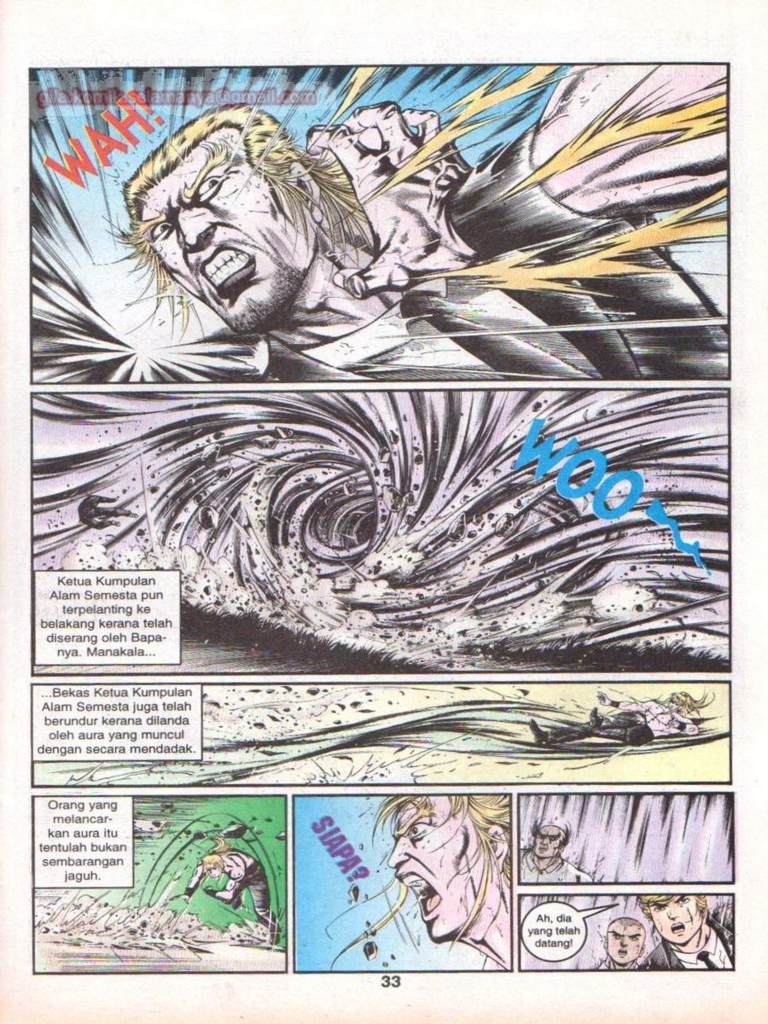 WAH!
WOO
Ketua Kumpulan
Alam Semesta pun
terpelanting ke
belakang kerana telah
diserang oleh Bapa-
nya. Manakala...
...Bekas Ketua Kumpulan
Alam Semesta juga telah
berundur kerana dilanda
oleh aura yang muncul
dengan secara mendadak.
Orang yang
melancar-
kan aura itu
tentulah bukan
sembarangan
jaguh.
SIAPA?
Ah, dia
yang telah
datang!
33